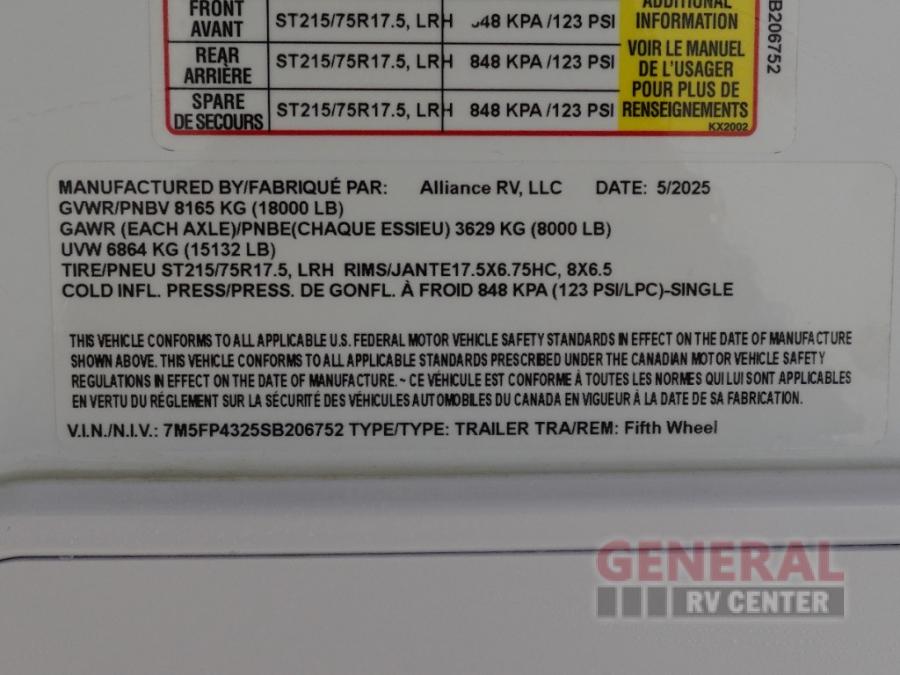 FRONT
AVANT
ST215/75R17.5, LRH 848 KPA /123 PSI
ADDITIONAL
INFORMATION
REAR
ARRIÈRE
ST215/75R17.5, LRH 848 KPA /123 PSI
VOIR LE MANUEL
DE L'USAGER
POUR PLUS DE
RENSEIGNEMENTS
SPARE
DE SECOURS
ST215/75R17.5, LRH 848 KPA /123 PSI
KX2002
B206752
MANUFACTURED BY/FABRIQUÉ PAR: Alliance RV, LLC DATE: 5/2025
GVWR/PNBV 8165 KG (18000 LB)
GAWR (EACH AXLE)/PNBE(CHAQUE ESSIEU) 3629 KG (8000 LB)
UVW 6864 KG (15132 LB)
TIRE/PNEU ST215/75R17.5, LRH RIMS/JANTE17.5X6.75HC, 8X6.5
COLD INFL. PRESS/PRESS. DE GONFL. À FROID 848 KPA (123 PSI/LPC)-SINGLE
THIS VEHICLE CONFORMS TO ALL APPLICABLE U.S. FEDERAL MOTOR VEHICLE SAFETY STANDARDS IN EFFECT ON THE DATE OF MANUFACTURE
SHOWN ABOVE. THIS VEHICLE CONFORMS TO ALL APPLICABLE STANDARDS PRESCRIBED UNDER THE CANADIAN MOTOR VEHICLE SAFETY
REGULATIONS IN EFFECT ON THE DATE OF MANUFACTURE. ~ CE VÉHICULE EST CONFORME À TOUTES LES NORMES QUI LUI SONT APPLICABLES
EN VERTU DU RÉGLEMENT SUR LA SÉCURITÉ DES VÉHICULES AUTOMOBILES DU CANADA EN VIGUEUR À LA DATE DE SA FABRICATION.
V.I.N./N.I.V.: 7M5FP4325SB206752 TYPE/TYPE: TRAILER TRA/REM: Fifth Wheel
GENERAL
RV CENTER